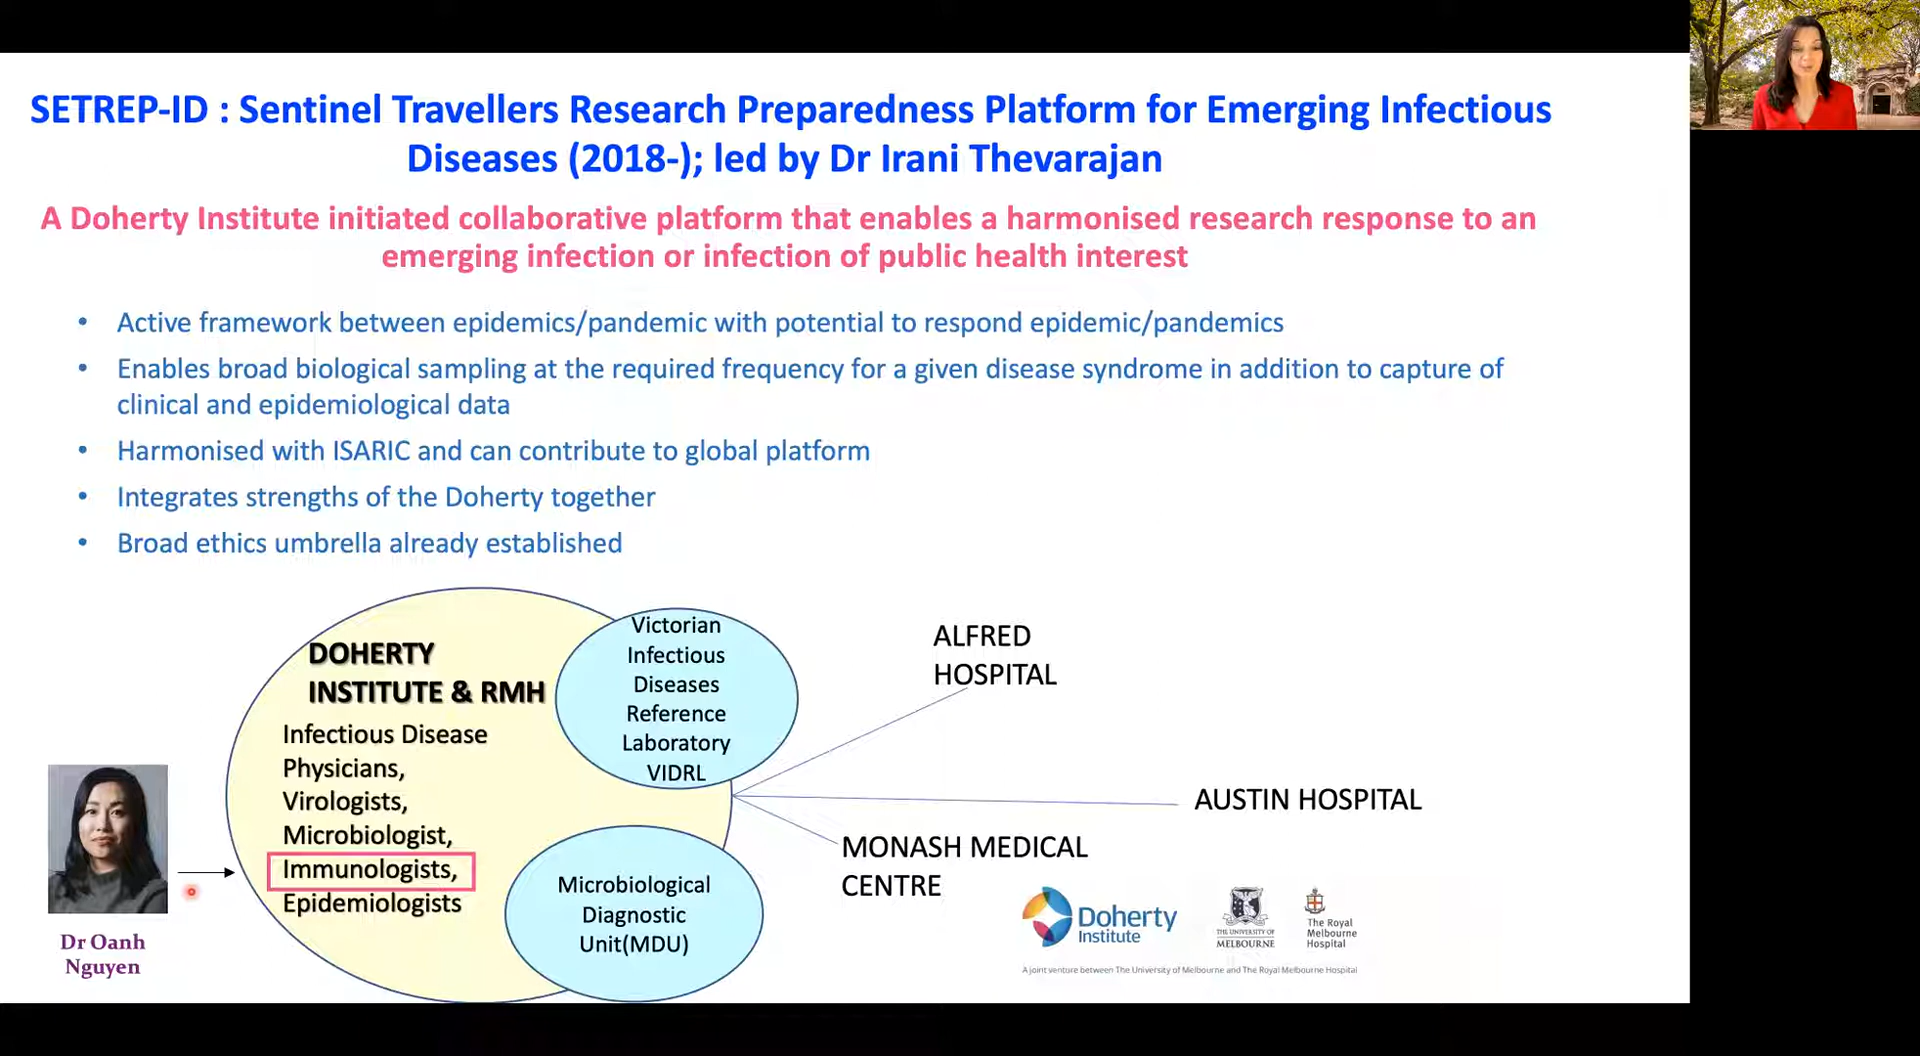 SETREP-ID : Sentinel Travellers Research Preparedness Platform for Emerging Infectious
Diseases (2018-); led by Dr Irani Thevarajan
A Doherty Institute initiated collaborative platform that enables a harmonised research response to an
emerging infection or infection of public health interest
• Active framework between epidemics/pandemic with potential to respond epidemic/pandemics
• Enables broad biological sampling at the required frequency for a given disease syndrome in addition to capture of
clinical and epidemiological data
• Harmonised with ISARIC and can contribute to global platform
• Integrates strengths of the Doherty together
• Broad ethics umbrella already established
DOHERTY
INSTITUTE & RMH
Infectious Disease
Physicians,
Virologists,
Microbiologist,
Immunologists,
Epidemiologists
Victorian
Infectious
Diseases
Reference
Laboratory
VIDRL
Microbiological
Diagnostic
Unit(MDU)
ALFRED
HOSPITAL
AUSTIN HOSPITAL
MONASH MEDICAL
CENTRE
Dr Oanh
Nguyen
Doherty
Institute
THE UNIVERSITY OF
MELBOURNE
The Royal
Melbourne
Hospital
A joint venture between The University of Melbourne and The Royal Melbourne Hospital